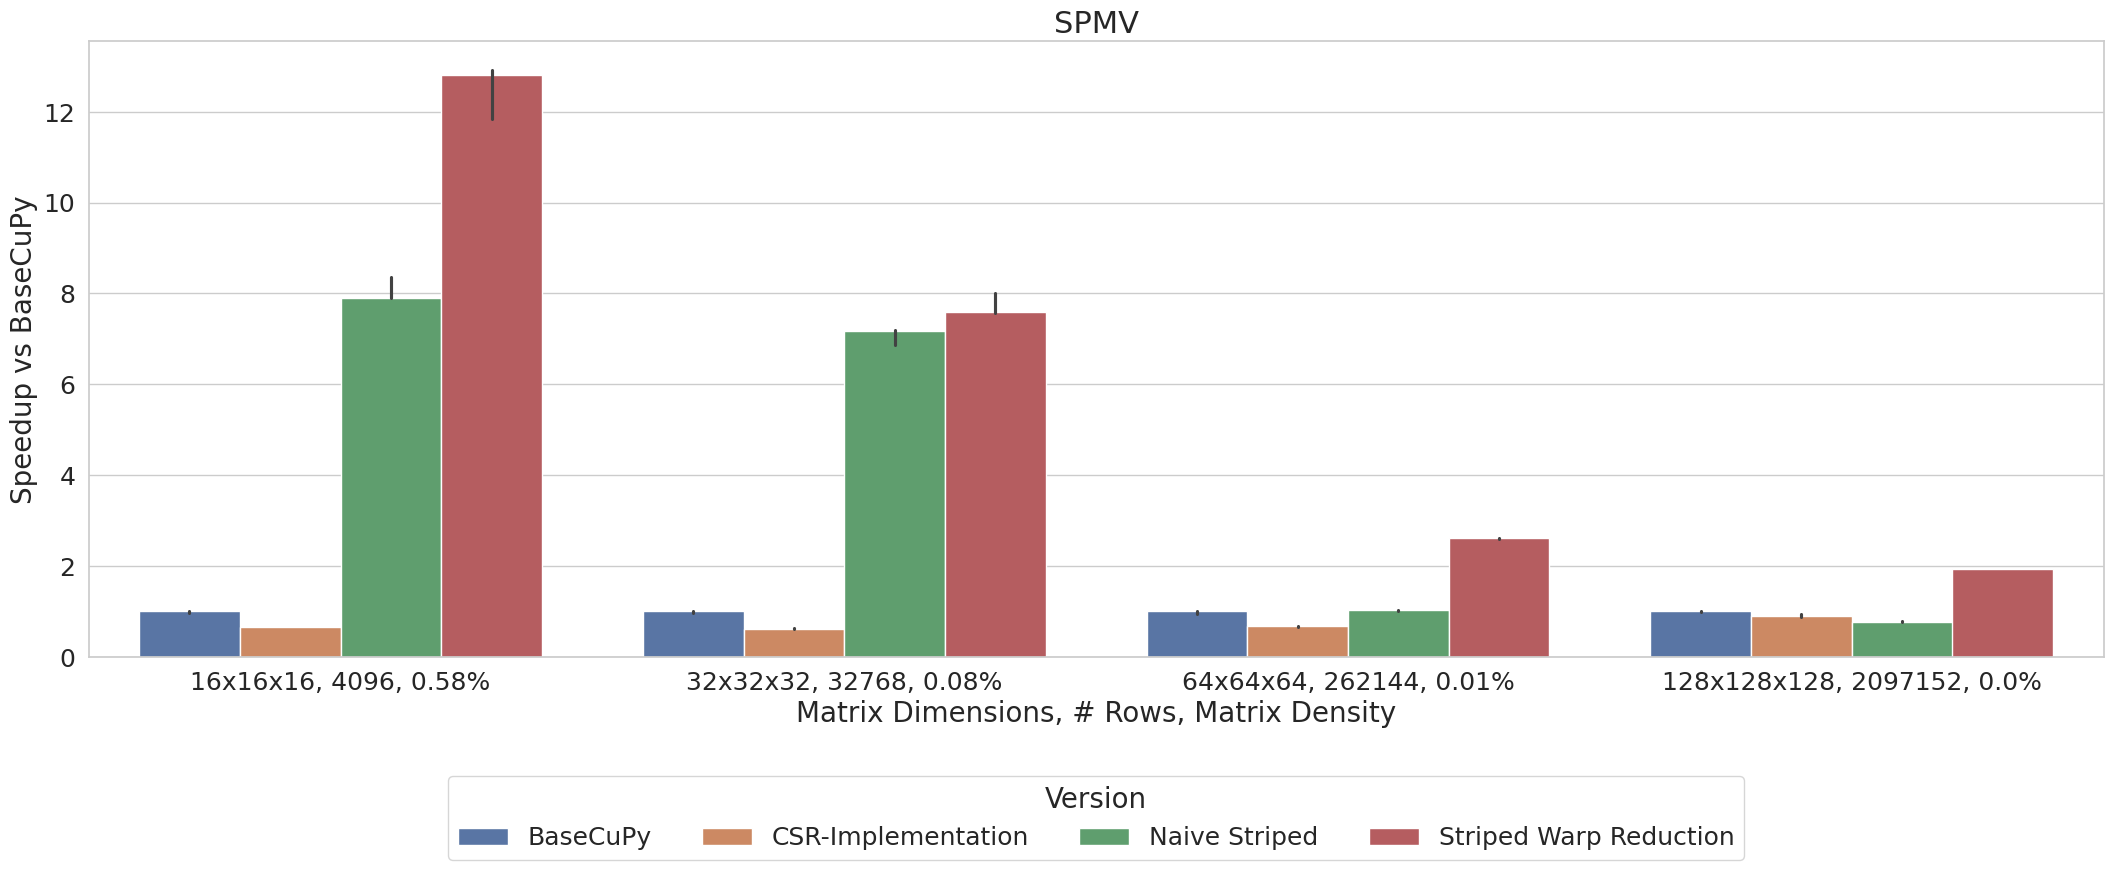 SPMV
Speedup vs BaseCuPy
12
10
8
6
4
2
0
16x16x16, 4096, 0.58%
32x32x32, 32768, 0.08%
64x64x64, 262144, 0.01%
128x128x128, 2097152, 0.0%
Matrix Dimensions, # Rows, Matrix Density
Version
BaseCuPy
CSR-Implementation
Naive Striped
Striped Warp Reduction